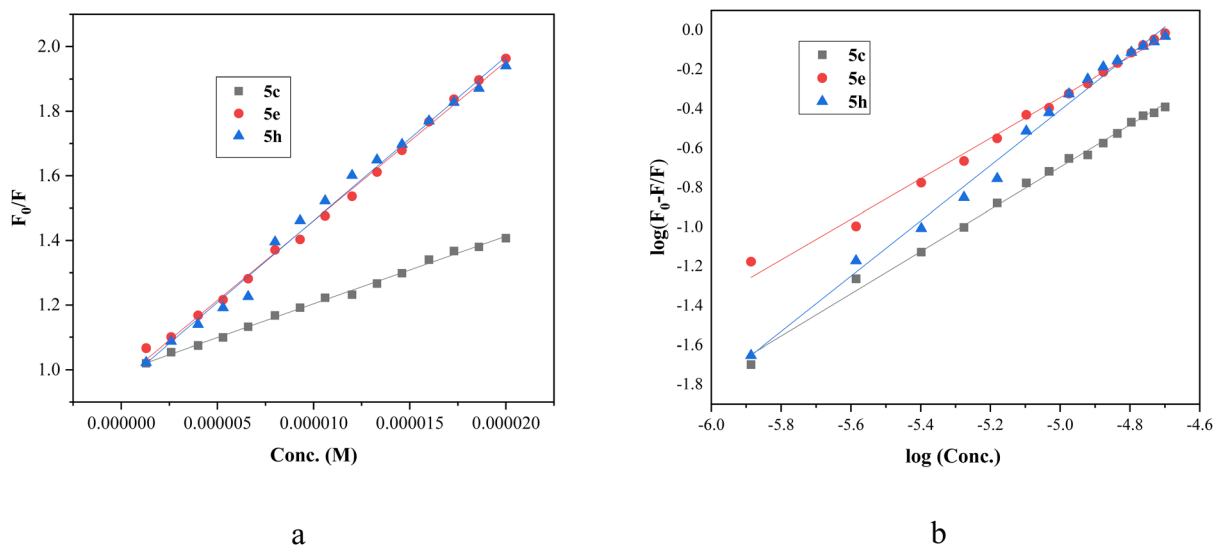 2.0
1.8
1.6
1.4
1.2
1.0
F₀/F
5c
5e
5h
0.000000 0.000005 0.000010 0.000015 0.000020
Conc. (M)
a
0.0
-0.2
-0.4
-0.6
-0.8
-1.0
-1.2
-1.4
-1.6
-1.8
log(F₀-F/F)
5c
5e
5h
-6.0 -5.8 -5.6 -5.4 -5.2 -5.0 -4.8 -4.6
log (Conc.)
b